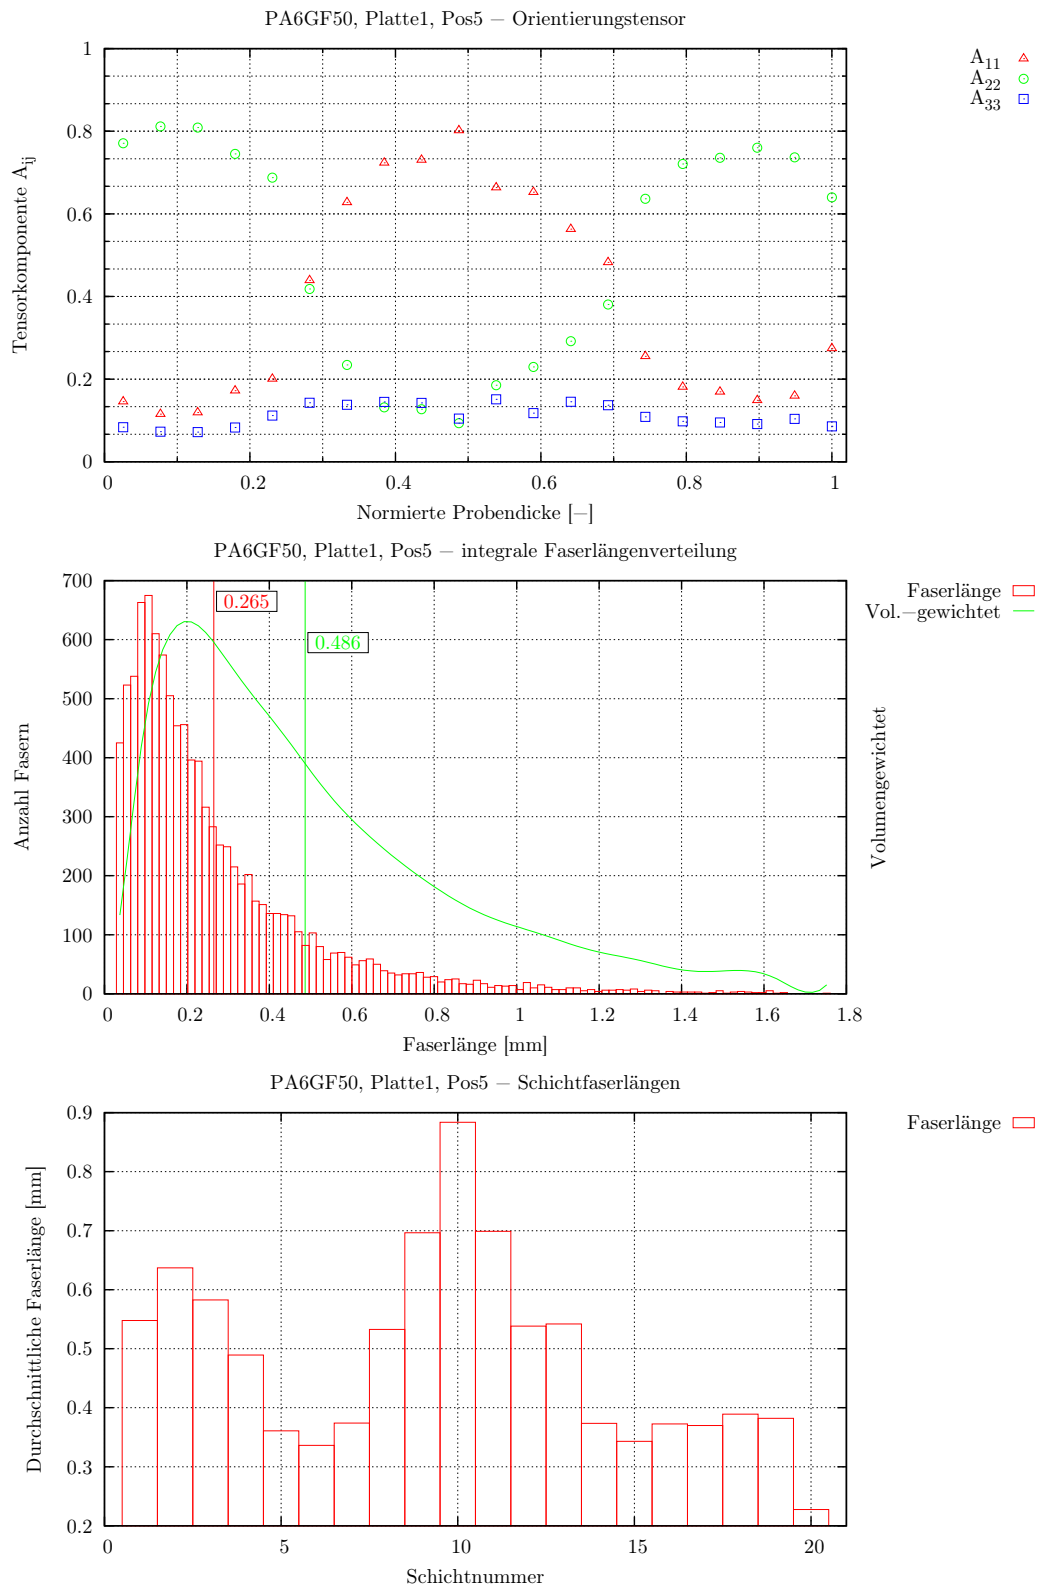 PA6GF50, Platte1, Pos5 − Orientierungstensor
A11
A22
A33
Tensorkomponente Aij
1
0.8
0.6
0.4
0.2
0
0 0.2 0.4 0.6 0.8 1
Normierte Probendicke [−]
PA6GF50, Platte1, Pos5 − integrale Faserlängenverteilung
Faserlänge
Vol.−gewichtet
0.265
0.486
Anzahl Fasern
Volumengewichtet
700
600
500
400
300
200
100
0
0 0.2 0.4 0.6 0.8 1 1.2 1.4 1.6 1.8
Faserlänge [mm]
PA6GF50, Platte1, Pos5 − Schichtfaserlängen
Faserlänge
Durchschnittliche Faserlänge [mm]
0.9
0.8
0.7
0.6
0.5
0.4
0.3
0.2
0 5 10 15 20
Schichtnummer